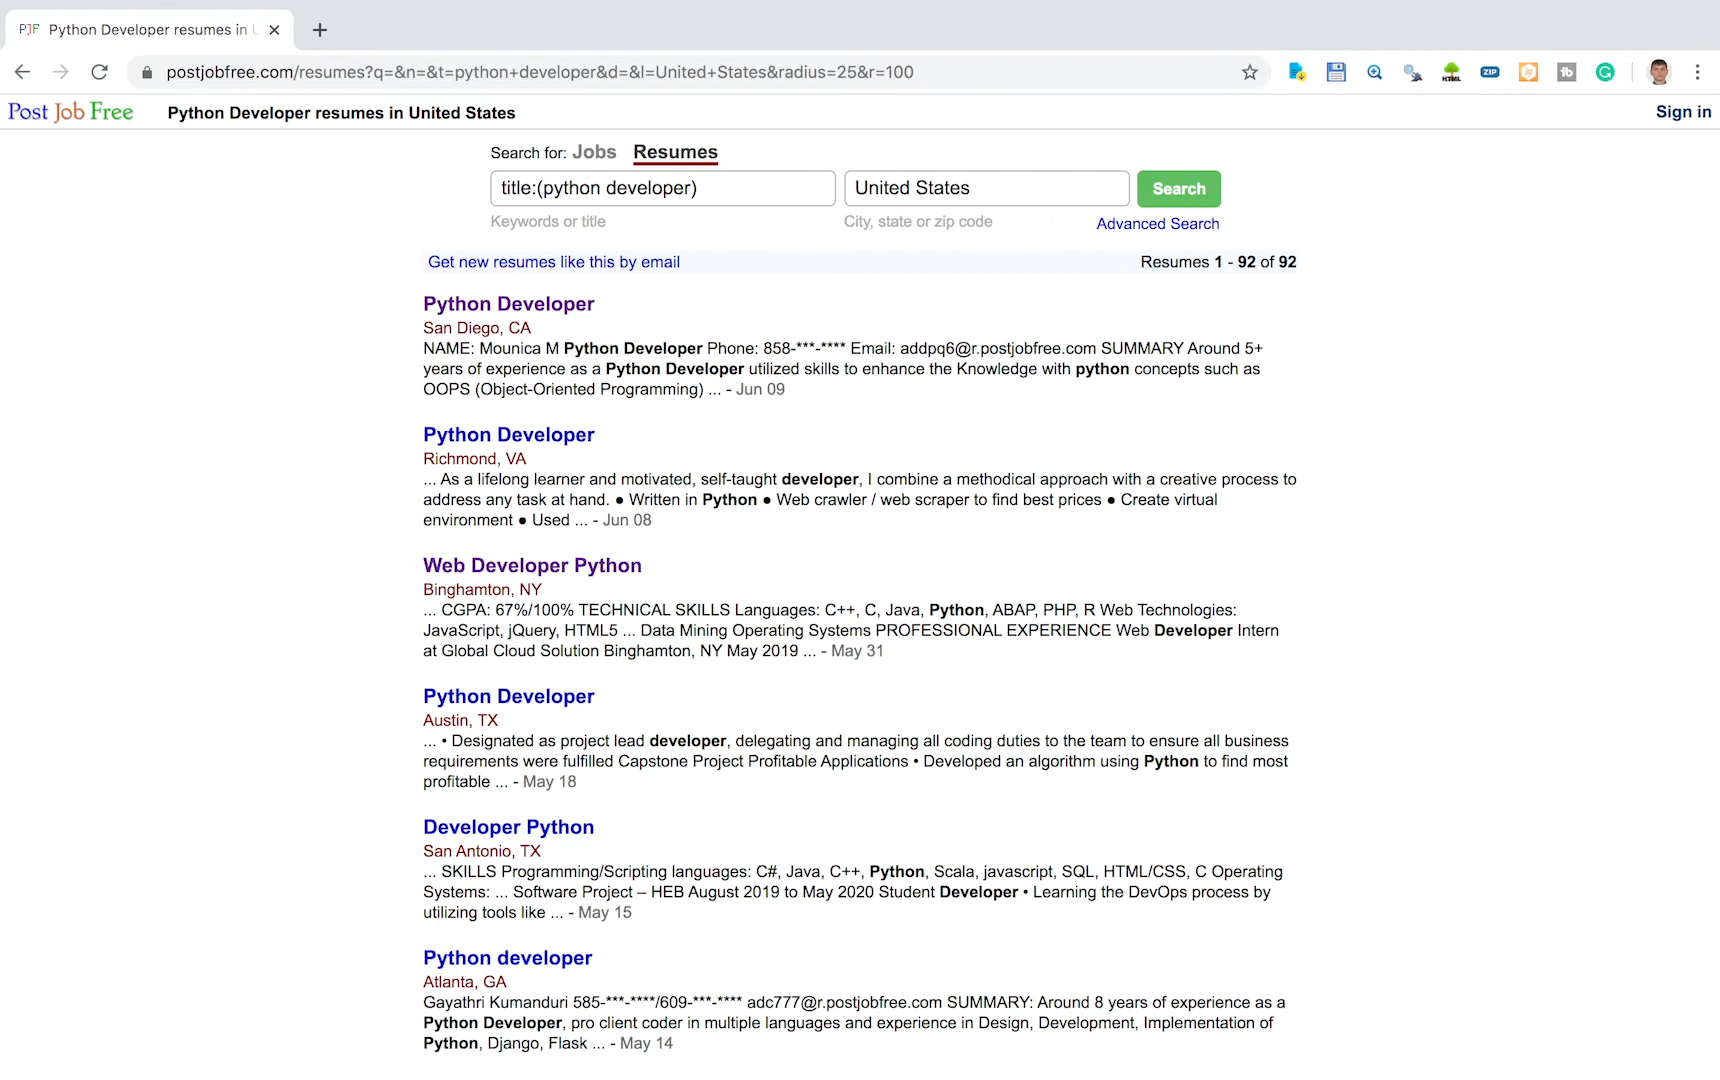 PJF Python Developer resumes in U
postjobfree.com/resumes?q=&n=&t=python+developer&d=&l=United+States&radius=25&r=100
HTML
ZIP
tb
G
Post Job Free
Python Developer resumes in United States
Sign in
Search for: Jobs Resumes
title:(python developer)
United States
Search
Keywords or title
City, state or zip code
Advanced Search
Get new resumes like this by email
Resumes 1 - 92 of 92
Python Developer
San Diego, CA
NAME: Mounica M Python Developer Phone: 858-***-**** Email: addpq6@r.postjobfree.com SUMMARY Around 5+
years of experience as a Python Developer utilized skills to enhance the Knowledge with python concepts such as
OOPS (Object-Oriented Programming) ... - Jun 09
Python Developer
Richmond, VA
... As a lifelong learner and motivated, self-taught developer, I combine a methodical approach with a creative process to
address any task at hand. ● Written in Python ● Web crawler / web scraper to find best prices ● Create virtual
environment ● Used ... - Jun 08
Web Developer Python
Binghamton, NY
... CGPA: 67%/100% TECHNICAL SKILLS Languages: C++, C, Java, Python, ABAP, PHP, R Web Technologies:
JavaScript, jQuery, HTML5 ... Data Mining Operating Systems PROFESSIONAL EXPERIENCE Web Developer Intern
at Global Cloud Solution Binghamton, NY May 2019 ... - May 31
Python Developer
Austin, TX
... • Designated as project lead developer, delegating and managing all coding duties to the team to ensure all business
requirements were fulfilled Capstone Project Profitable Applications • Developed an algorithm using Python to find most
profitable ... - May 18
Developer Python
San Antonio, TX
... SKILLS Programming/Scripting languages: C#, Java, C++, Python, Scala, javascript, SQL, HTML/CSS, C Operating
Systems: ... Software Project – HEB August 2019 to May 2020 Student Developer • Learning the DevOps process by
utilizing tools like ... - May 15
Python developer
Atlanta, GA
Gayathri Kumanduri 585-***-****/609-***-**** adc777@r.postjobfree.com SUMMARY: Around 8 years of experience as a
Python Developer, pro client coder in multiple languages and experience in Design, Development, Implementation of
Python, Django, Flask ... - May 14